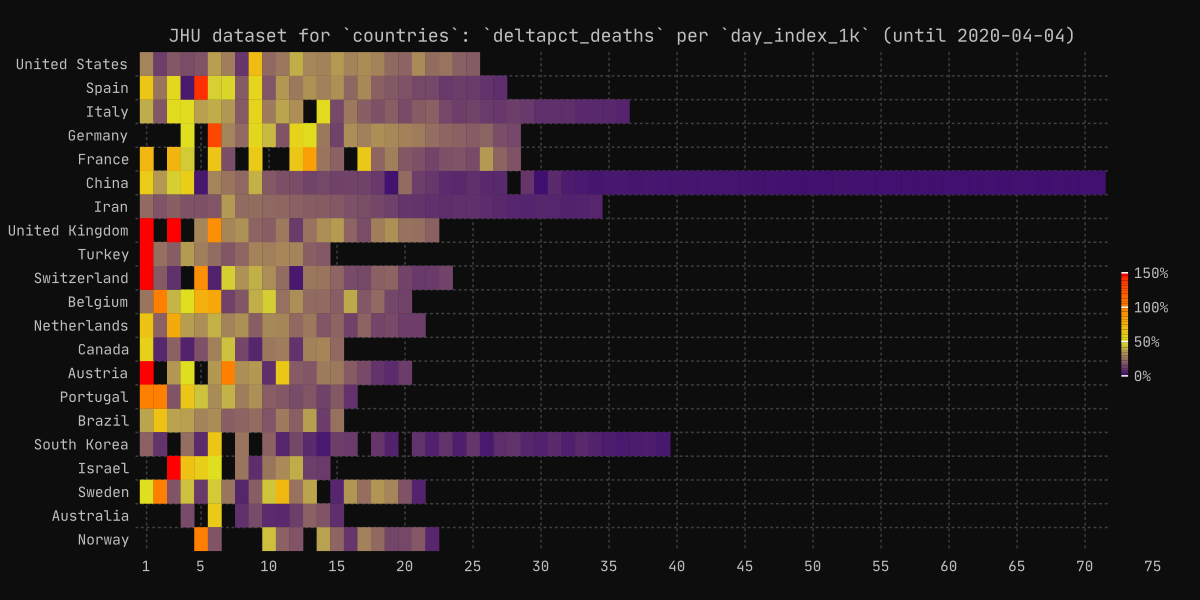 JHU dataset for `countries`: `deltapct_deaths` per `day_index_1k` (until 2020-04-04)
United States
Spain
Italy
Germany
France
China
Iran
United Kingdom
Turkey
Switzerland
Belgium
Netherlands
Canada
Austria
Portugal
Brazil
South Korea
Israel
Sweden
Australia
Norway
150%
100%
50%
0%
1 5 10 15 20 25 30 35 40 45 50 55 60 65 70 75